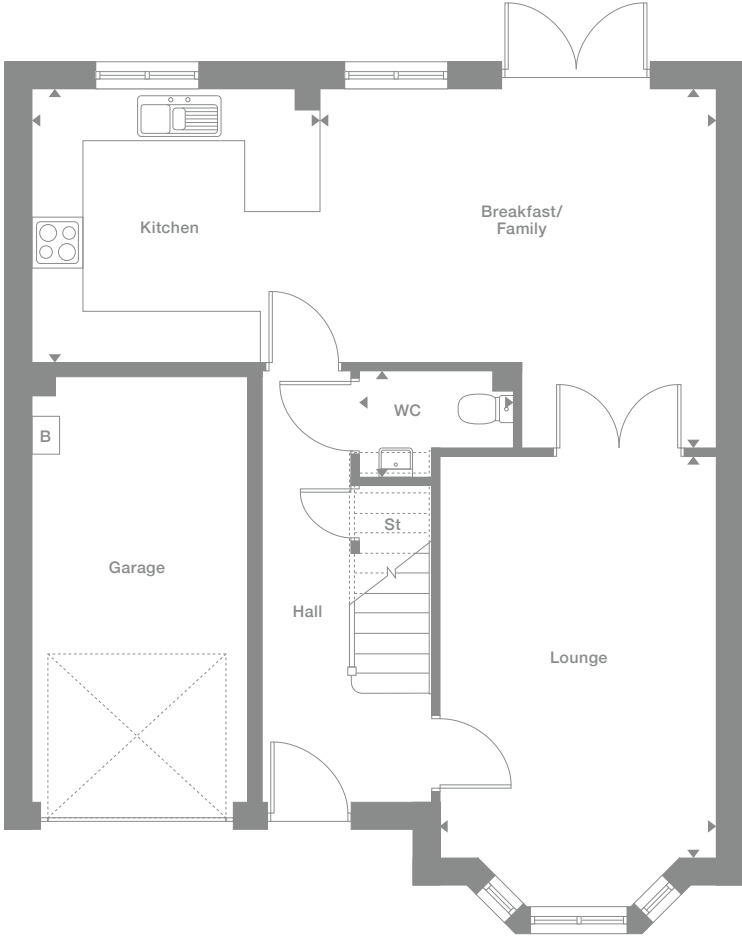 Breakfast/
Family
Kitchen
WC
B
St
Garage
Hall
Lounge